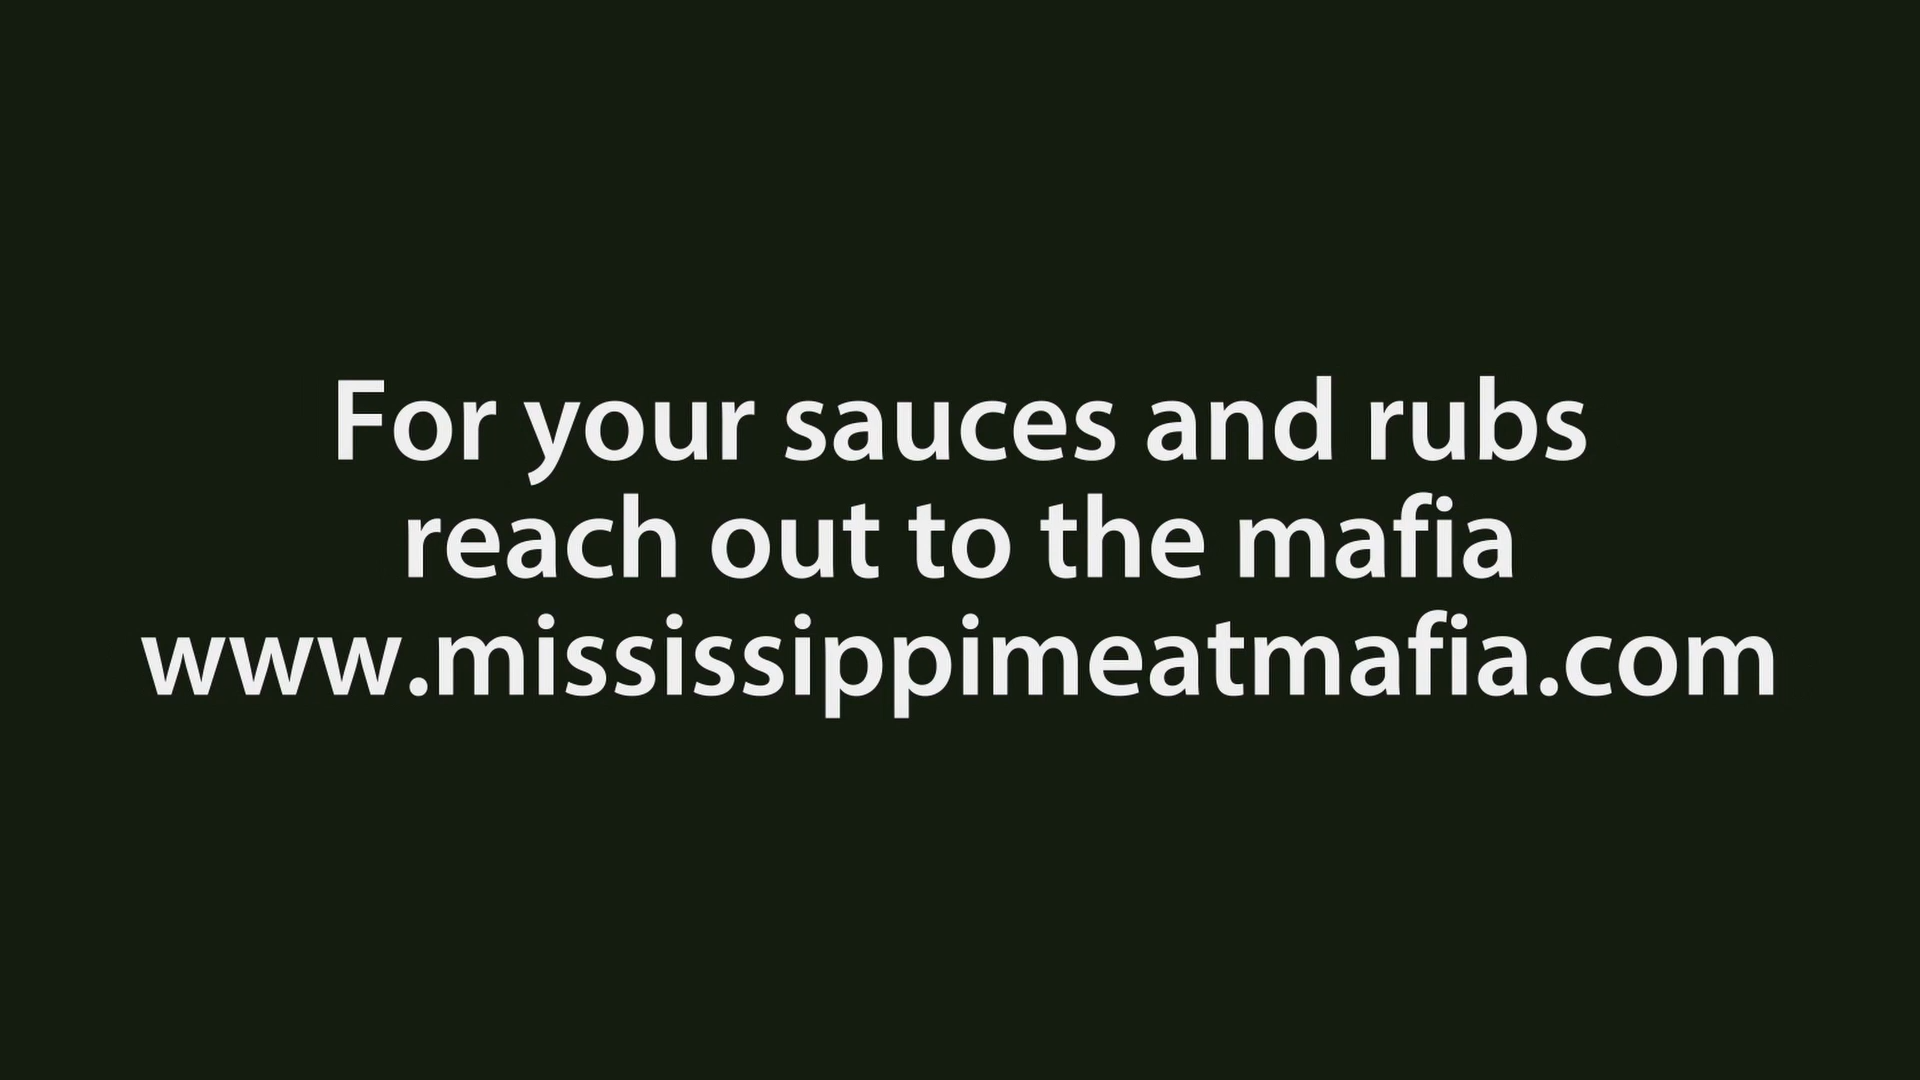 For your sauces and rubs
reach out to the mafia
www.mississippimeatmafia.com